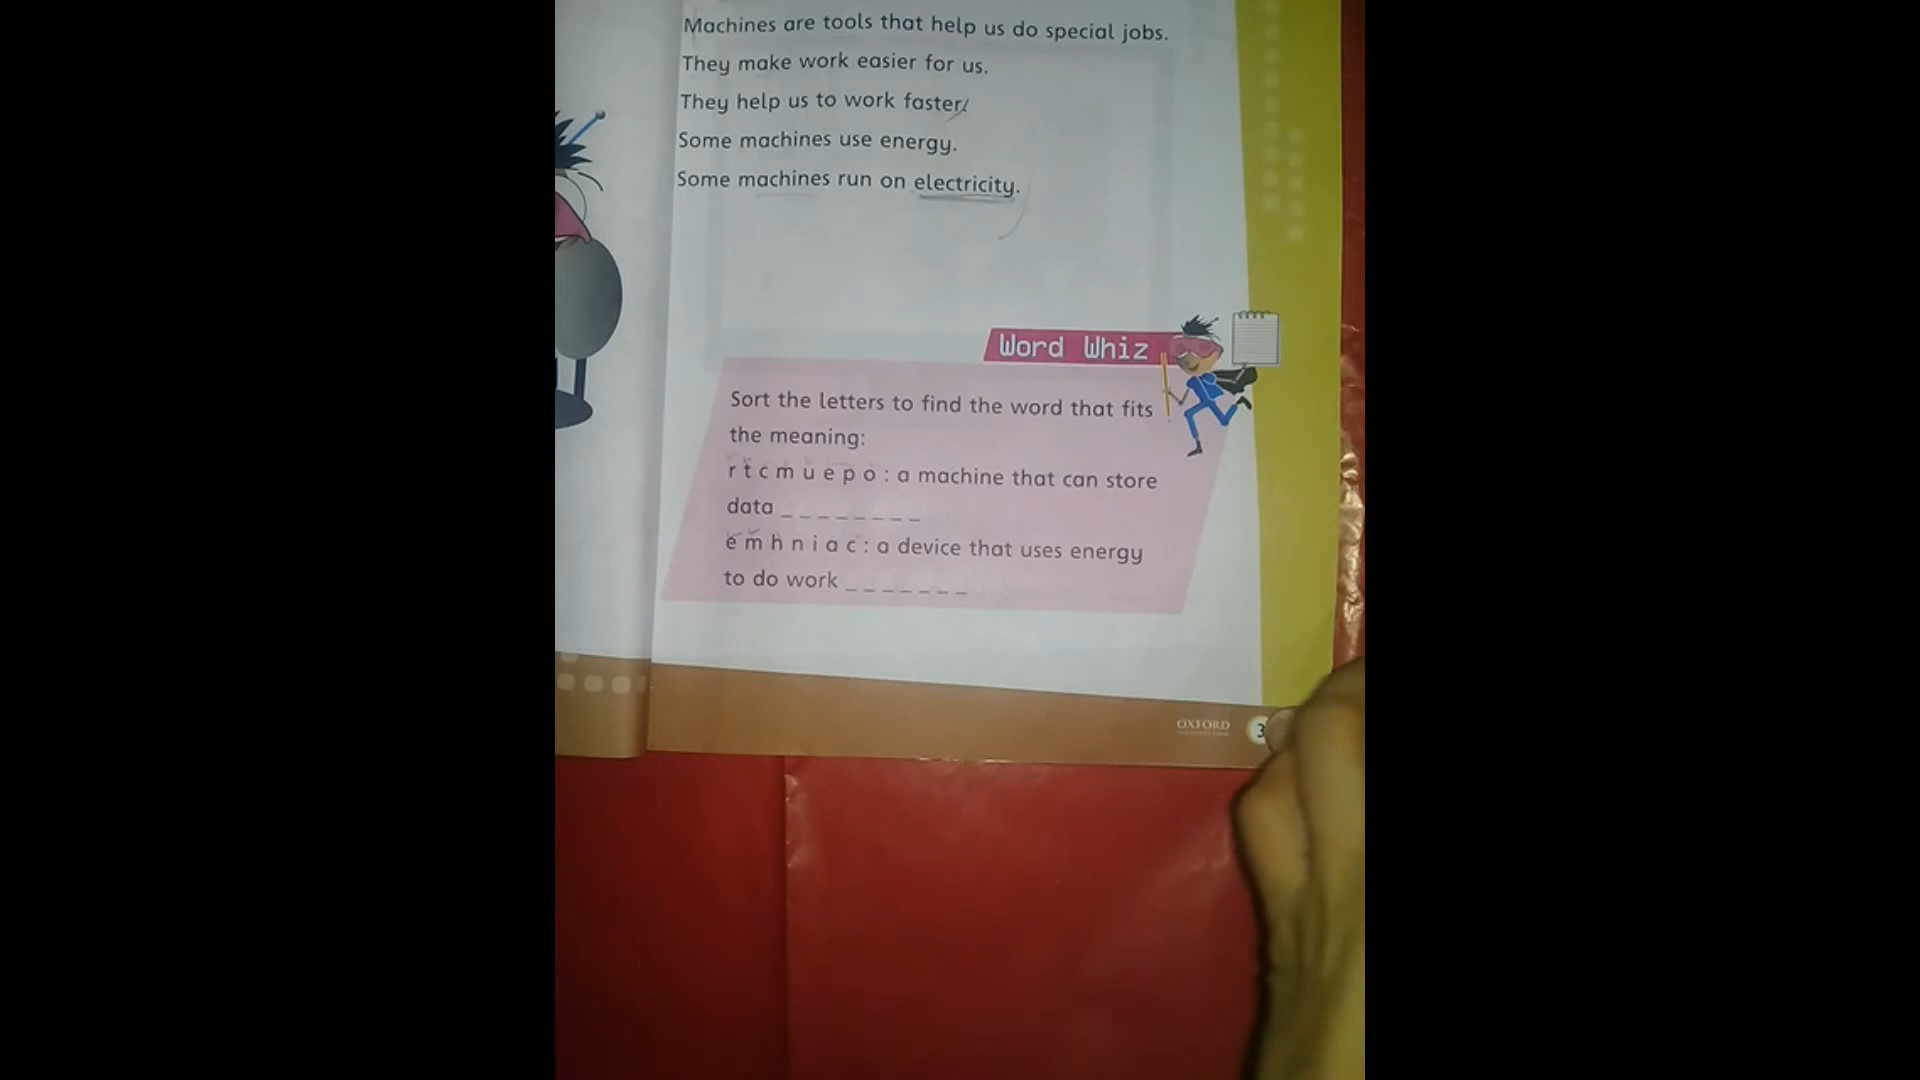 Machines are tools that help us do special jobs.
They make work easier for us.
They help us to work faster.
Some machines use energy.
Some machines run on electricity.
Word Whiz
Sort the letters to find the word that fits
the meaning:
r t c m u e p o : a machine that can store
data _ _ _ _ _ _ _ _
e m h n i a c : a device that uses energy
to do work _ _ _ _ _ _ _
OXFORD
3